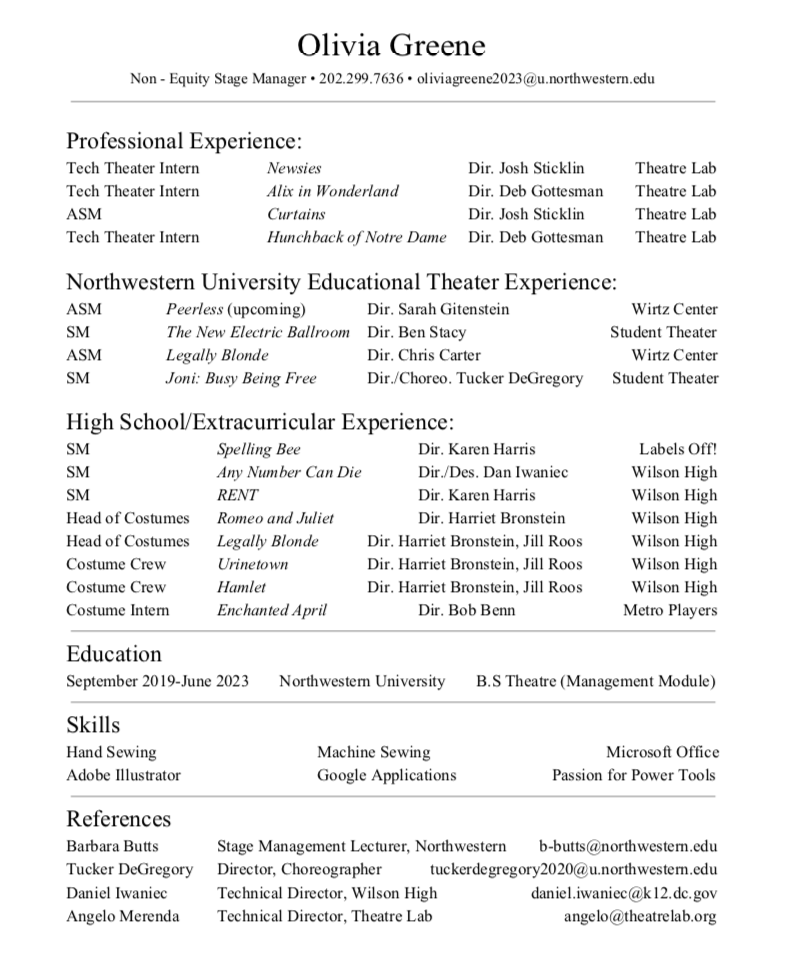 Olivia Greene
Non - Equity Stage Manager • 202.299.7636 • oliviagreene2023@u.northwestern.edu
Professional Experience:
Tech Theater Intern Newsies Dir. Josh Sticklin Theatre Lab
Tech Theater Intern Alix in Wonderland Dir. Deb Gottesman Theatre Lab
ASM Curtains Dir. Josh Sticklin Theatre Lab
Tech Theater Intern Hunchback of Notre Dame Dir. Deb Gottesman Theatre Lab
Northwestern University Educational Theater Experience:
ASM Peerless (upcoming) Dir. Sarah Gitenstein Wirtz Center
SM The New Electric Ballroom Dir. Ben Stacy Student Theater
ASM Legally Blonde Dir. Chris Carter Wirtz Center
SM Joni: Busy Being Free Dir./Choreo. Tucker DeGregory Student Theater
High School/Extracurricular Experience:
SM Spelling Bee Dir. Karen Harris Labels Off!
SM Any Number Can Die Dir./Des. Dan Iwaniec Wilson High
SM RENT Dir. Karen Harris Wilson High
Head of Costumes Romeo and Juliet Dir. Harriet Bronstein Wilson High
Head of Costumes Legally Blonde Dir. Harriet Bronstein, Jill Roos Wilson High
Costume Crew Urinetown Dir. Harriet Bronstein, Jill Roos Wilson High
Costume Crew Hamlet Dir. Harriet Bronstein, Jill Roos Wilson High
Costume Intern Enchanted April Dir. Bob Benn Metro Players
Education
September 2019-June 2023 Northwestern University B.S Theatre (Management Module)
Skills
Hand Sewing Machine Sewing Microsoft Office
Adobe Illustrator Google Applications Passion for Power Tools
References
Barbara Butts Stage Management Lecturer, Northwestern b-butts@northwestern.edu
Tucker DeGregory Director, Choreographer tuckerdegregory2020@u.northwestern.edu
Daniel Iwaniec Technical Director, Wilson High daniel.iwaniec@k12.dc.gov
Angelo Merenda Technical Director, Theatre Lab angelo@theatrelab.org